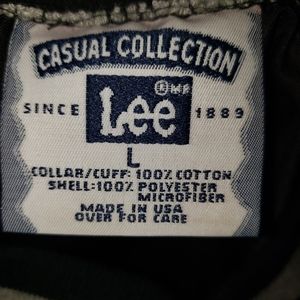 CASUAL COLLECTION
SINCE Lee ® MR 1889
L
COLLAR/CUFF: 100% COTTON
SHELL: 100% POLYESTER
MICROFIBER
MADE IN USA
OVER FOR CARE